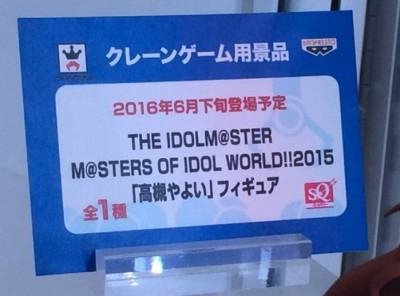 クレーンゲーム用景品
BANPRESTO
2016年6月下旬登場予定
THE IDOLM@STER
M@STERS OF IDOL WORLD!!2015
「高槻やよい」フィギュア
全1種
SQ